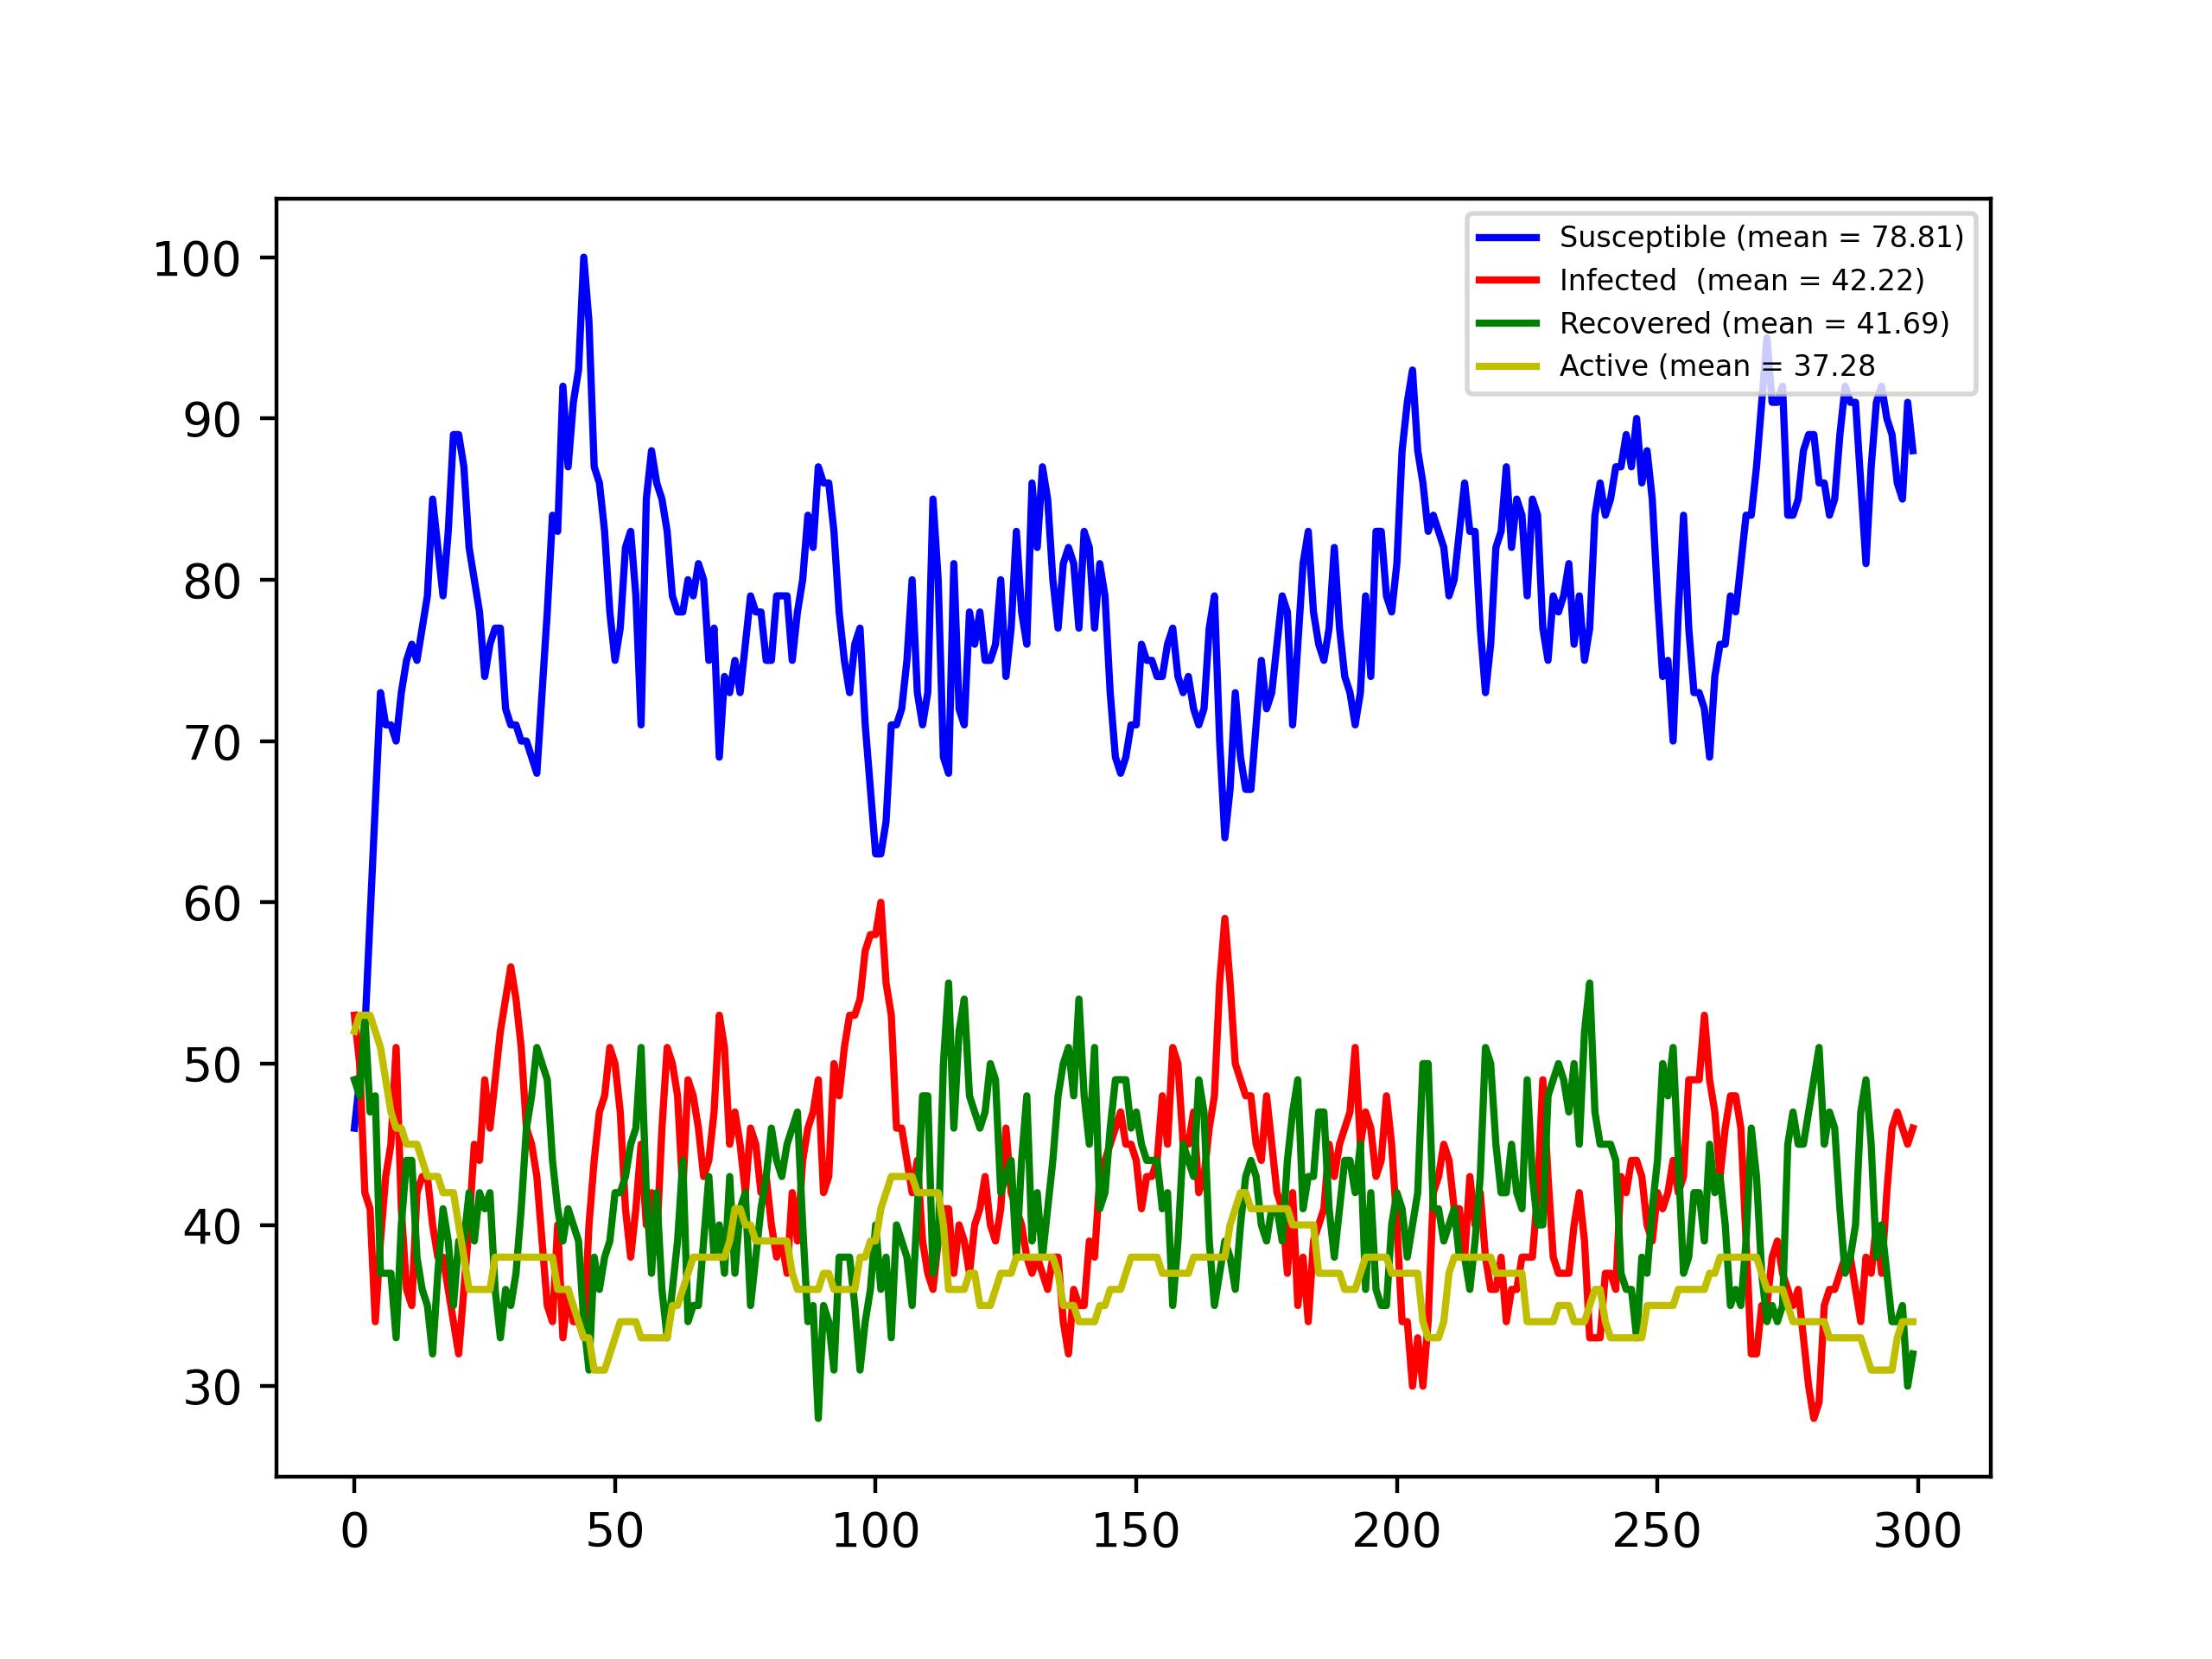 100
90
80
70
60
50
40
30
0 50 100 150 200 250 300
Susceptible (mean = 78.81)
Infected  (mean = 42.22)
Recovered (mean = 41.69)
Active (mean = 37.28